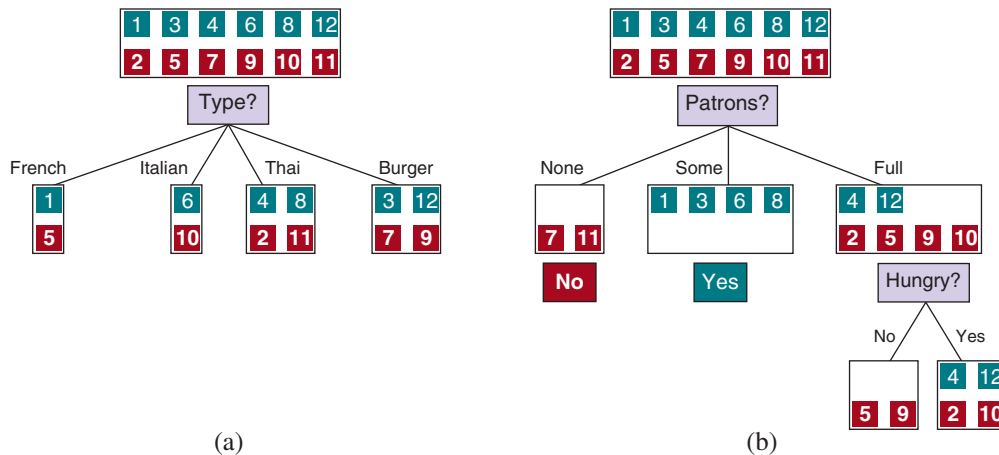 1 3 4 6 8 12
2 5 7 9 10 11
Type?
French Italian Thai Burger
1 6 4 8 3 12
5 10 2 11 7 9
(a)
1 3 4 6 8 12
2 5 7 9 10 11
Patrons?
None Some Full
1 3 6 8 4 12
7 11 2 5 9 10
No Yes Hungry?
No Yes
4 12
5 9 2 10
(b)